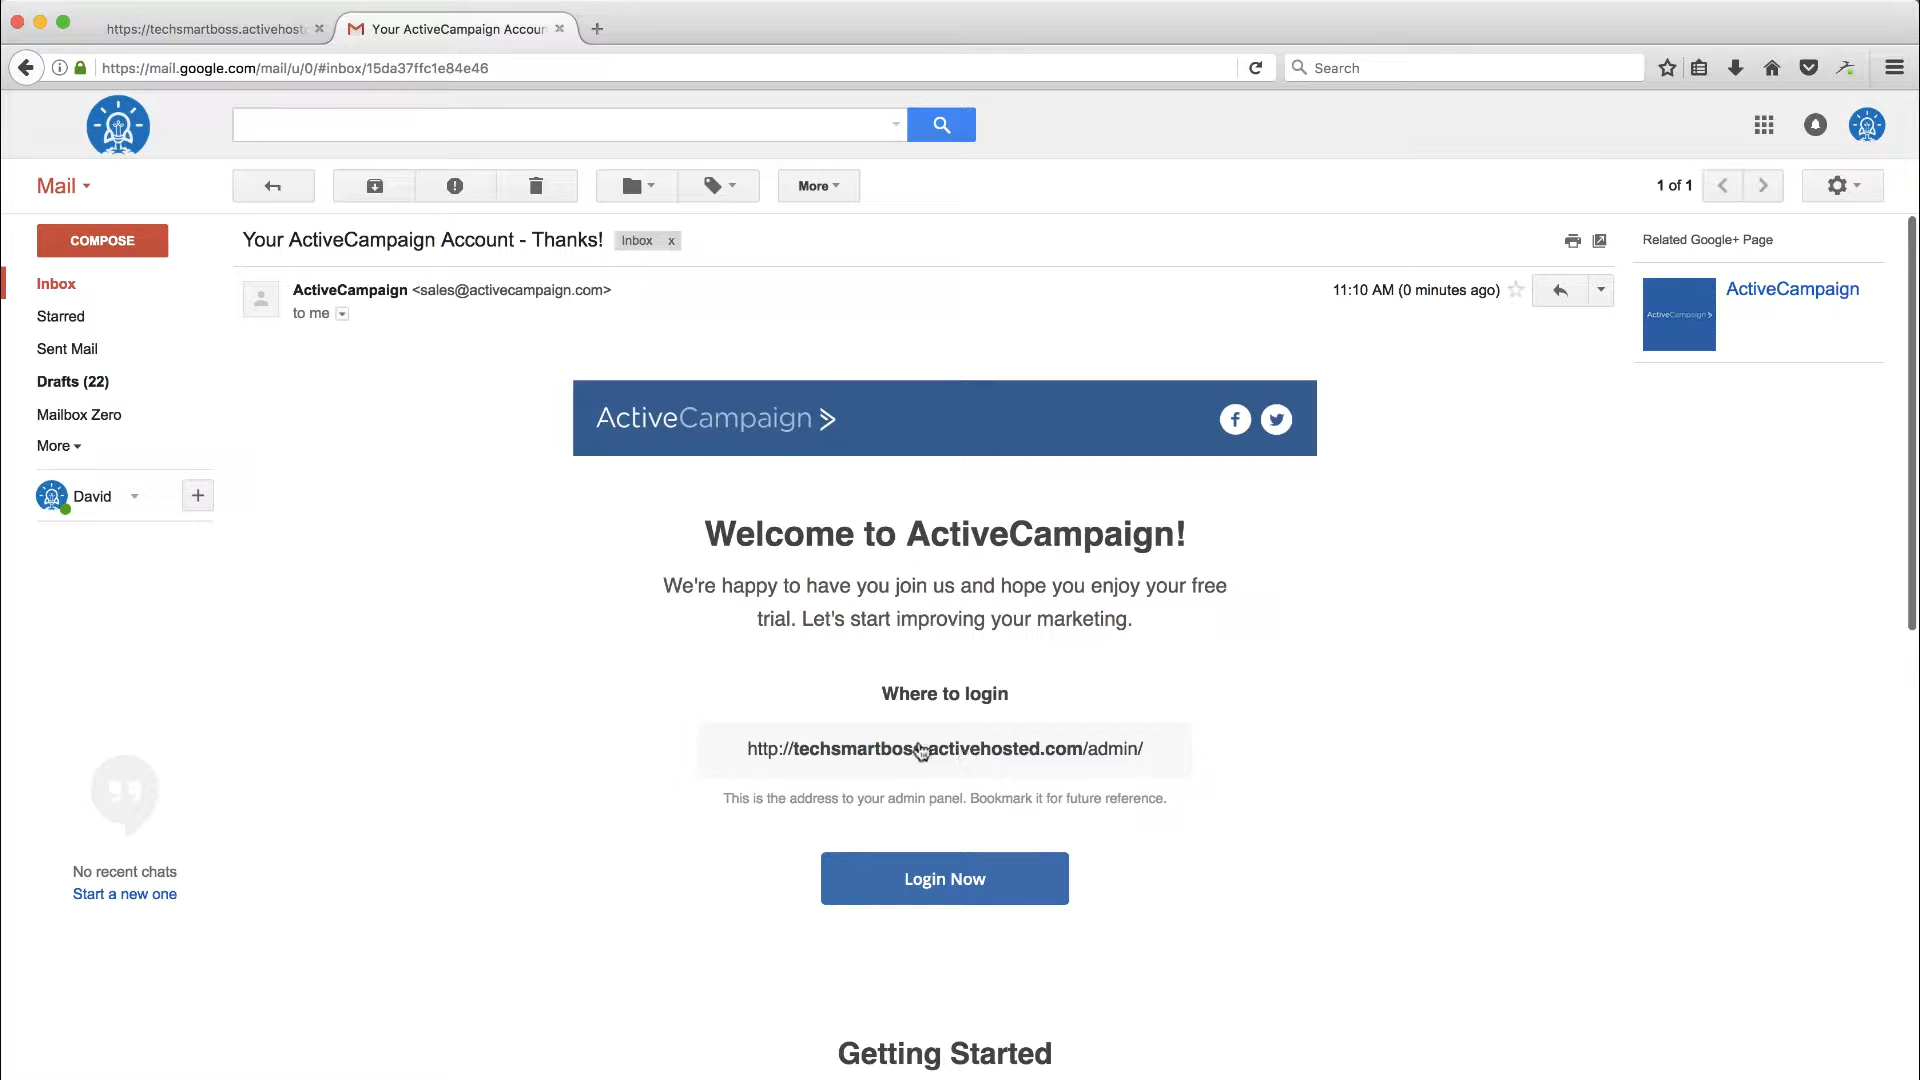 https://techsmartboss.activehost
Your ActiveCampaign Accoun
https://mail.google.com/mail/u/0/#inbox/15da37ffc1e84e46
Search
Mail
More
1 of 1
COMPOSE
Your ActiveCampaign Account - Thanks!
Inbox x
Related Google+ Page
Inbox
ActiveCampaign <sales@activecampaign.com>
11:10 AM (0 minutes ago)
to me
ActiveCampaign
ActiveCampaign >
Starred
Sent Mail
Drafts (22)
Mailbox Zero
More
David
ActiveCampaign >
Welcome to ActiveCampaign!
We're happy to have you join us and hope you enjoy your free
trial. Let's start improving your marketing.
Where to login
http://techsmartboss.activehosted.com/admin/
This is the address to your admin panel. Bookmark it for future reference.
No recent chats
Start a new one
Login Now
Getting Started